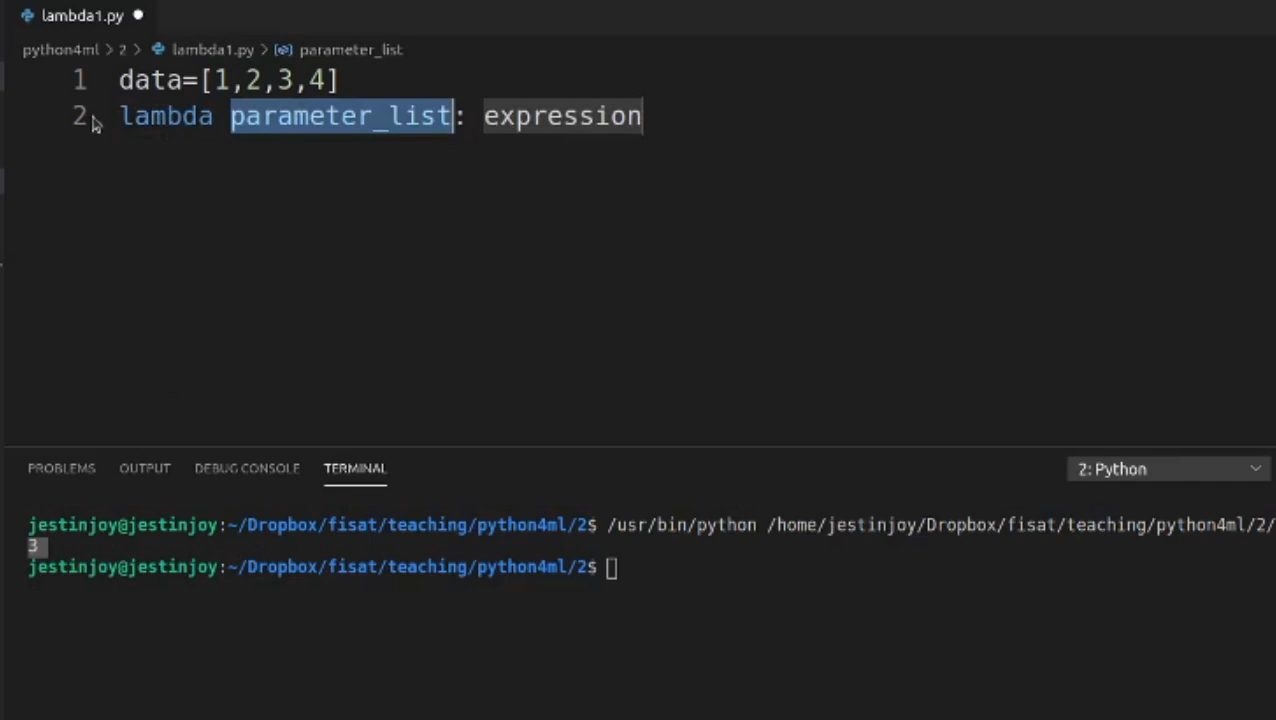 lambda1.py
python4ml > 2 > lambda1.py > parameter_list
1 data=[1,2,3,4]
2 lambda parameter_list: expression
PROBLEMS OUTPUT DEBUG CONSOLE TERMINAL 2: Python
jestinjoy@jestinjoy:~/Dropbox/fisat/teaching/python4ml/2$ /usr/bin/python /home/jestinjoy/Dropbox/fisat/teaching/python4ml/2/
3
jestinjoy@jestinjoy:~/Dropbox/fisat/teaching/python4ml/2$